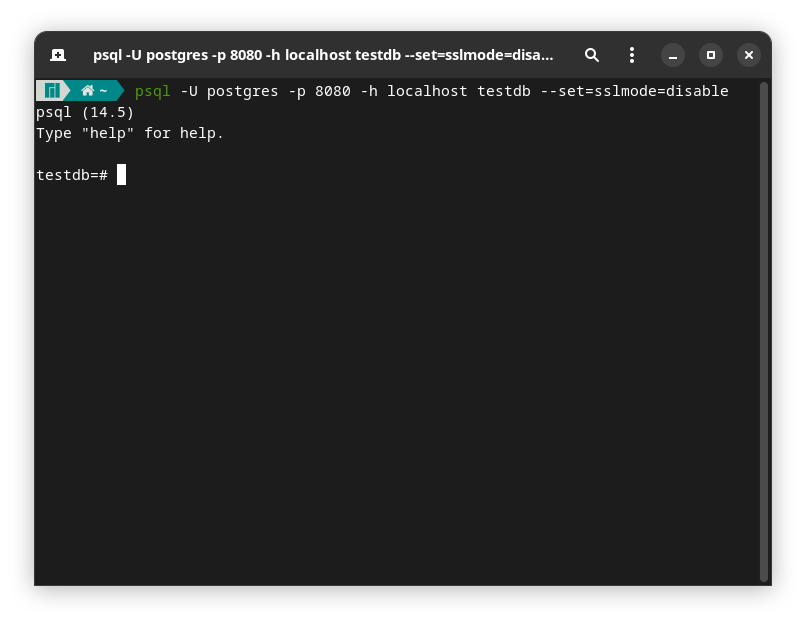 psql -U postgres -p 8080 -h localhost testdb --set=sslmode=disa...
~ psql -U postgres -p 8080 -h localhost testdb --set=sslmode=disable
psql (14.5)
Type "help" for help.
testdb=#